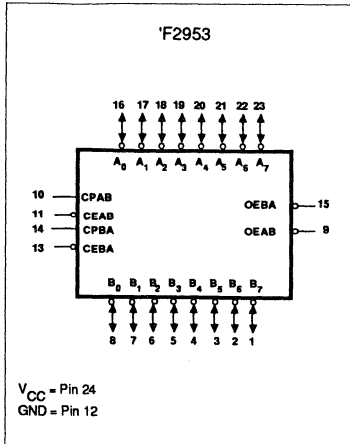 'F2953
16 17 18 19 20 21 22 23
A0 A1 A2 A3 A4 A5 A6 A7
10 CPAB OEBA 15
11 CEAB OEAB 9
14 CPBA
13 CEBA
B0 B1 B2 B3 B4 B5 B6 B7
8 7 6 5 4 3 2 1
VCC = Pin 24
GND = Pin 12